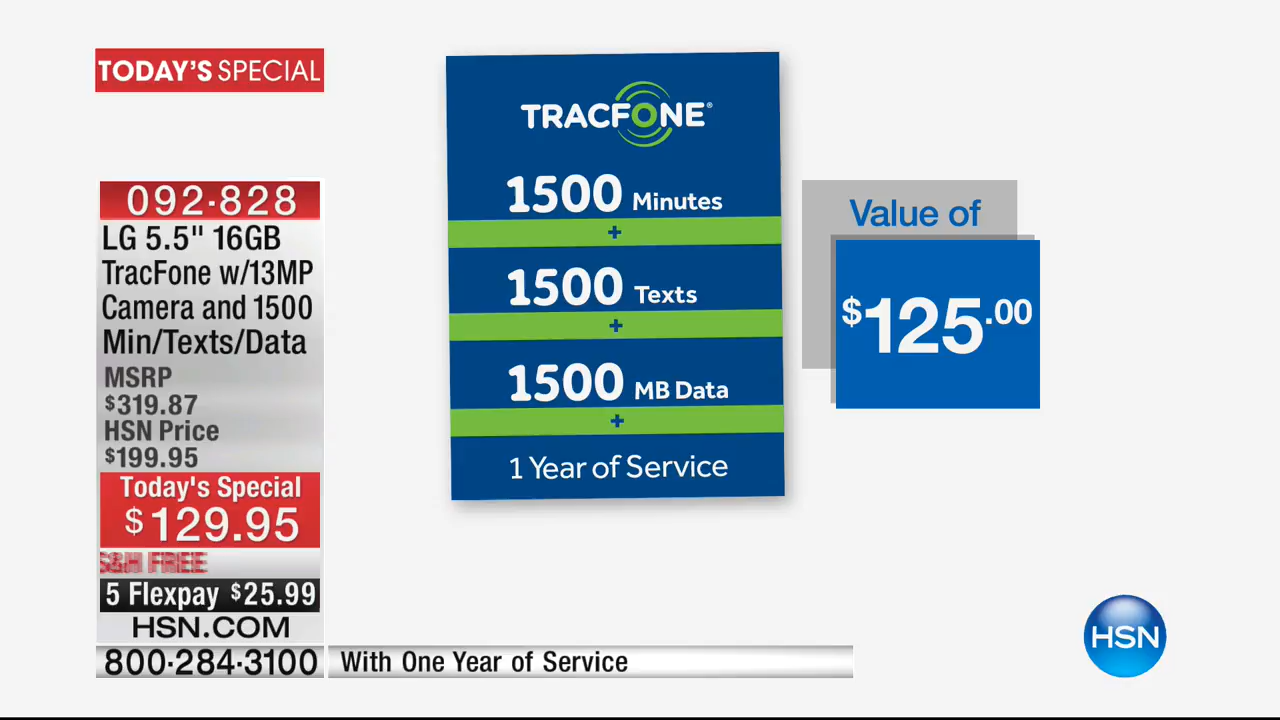 TODAY'S SPECIAL
092·828
LG 5.5" 16GB
TracFone w/13MP
Camera and 1500
Min/Texts/Data
MSRP
$319.87
HSN Price
$199.95
Today's Special
$129.95
S&H FREE
5 Flexpay $25.99
HSN.COM
800·284·3100
With One Year of Service
TRACFONE®
1500 Minutes
+
1500 Texts
+
1500 MB Data
+
1 Year of Service
Value of
$125.00
HSN